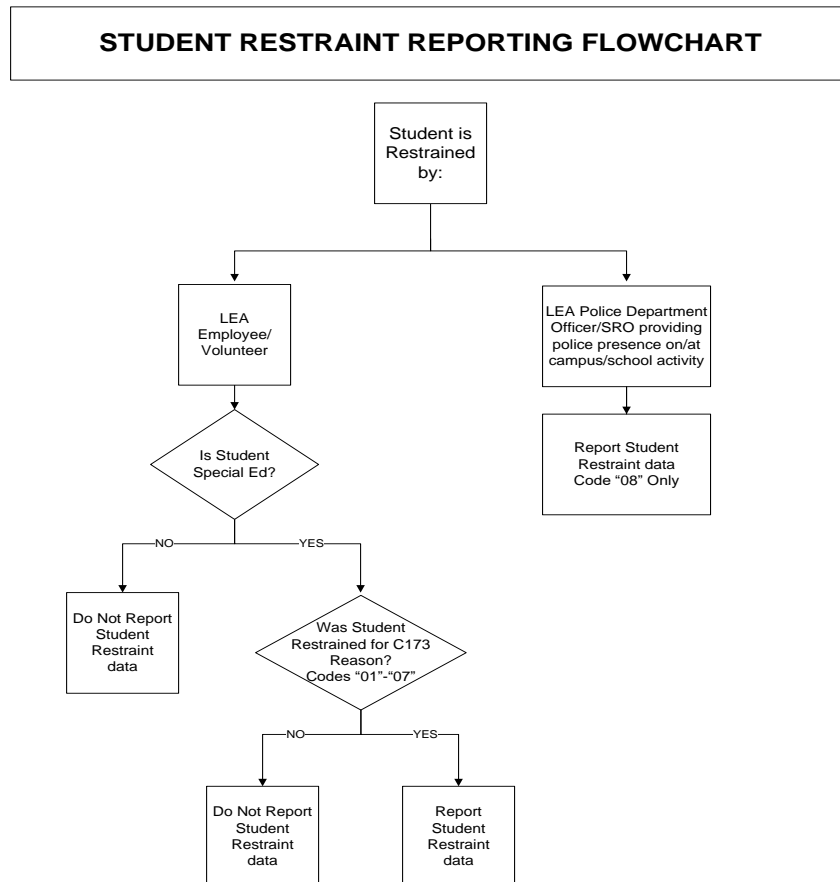 STUDENT RESTRAINT REPORTING FLOWCHART
Student is
Restrained
by:
LEA
Employee/
Volunteer
LEA Police Department
Officer/SRO providing
police presence on/at
campus/school activity
Is Student
Special Ed?
Report Student
Restraint data
Code “08” Only
NO
YES
Do Not Report
Student
Restraint
data
Was Student
Restrained for C173
Reason?
Codes “01”-“07”
NO
YES
Do Not Report
Student
Restraint
data
Report
Student
Restraint
data